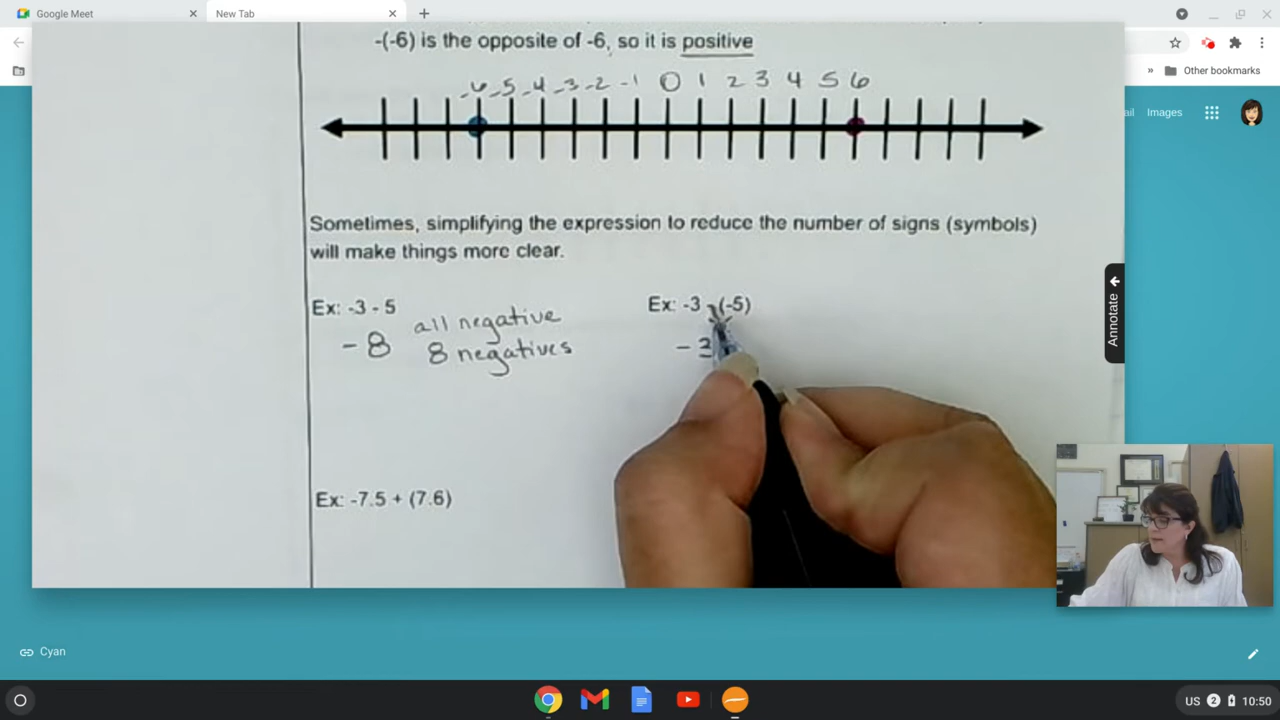 Google Meet
New Tab
Other bookmarks
-(-6) is the opposite of -6, so it is positive
-6 -5 -4 -3 -2 -1 0 1 2 3 4 5 6
ail Images
Sometimes, simplifying the expression to reduce the number of signs (symbols)
will make things more clear.
Annotate
Ex: -3 - 5
all negative
-8
8 negatives
Ex: -3 -(-5)
- 3
Ex: -7.5 + (7.6)
Cyan
US 2 10:50